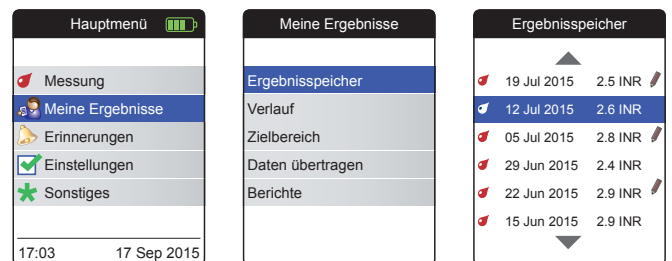 Hauptmenü
Messung
Meine Ergebnisse
Erinnerungen
Einstellungen
Sonstiges
17:03 17 Sep 2015
Meine Ergebnisse
Ergebnisspeicher
Verlauf
Zielbereich
Daten übertragen
Berichte
Ergebnisspeicher
19 Jul 2015 2.5 INR
12 Jul 2015 2.6 INR
05 Jul 2015 2.8 INR
29 Jun 2015 2.4 INR
22 Jun 2015 2.9 INR
15 Jun 2015 2.9 INR